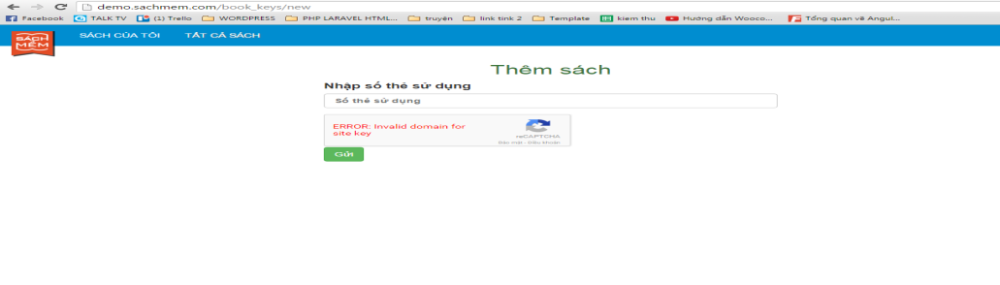 demo.sachmem.com/book_keys/new
Facebook TALK TV (1) Trello WORDPRESS PHP LARAVEL HTML... truyện link tink 2 Template kiem thu Hướng dẫn Wooco... Tổng quan về Angul...
SÁCH MỀM SÁCH CỦA TÔI TẤT CẢ SÁCH
Thêm sách
Nhập số thẻ sử dụng
Số thẻ sử dụng
ERROR: Invalid domain for
site key
reCAPTCHA
Bảo mật - Điều khoản
Gửi